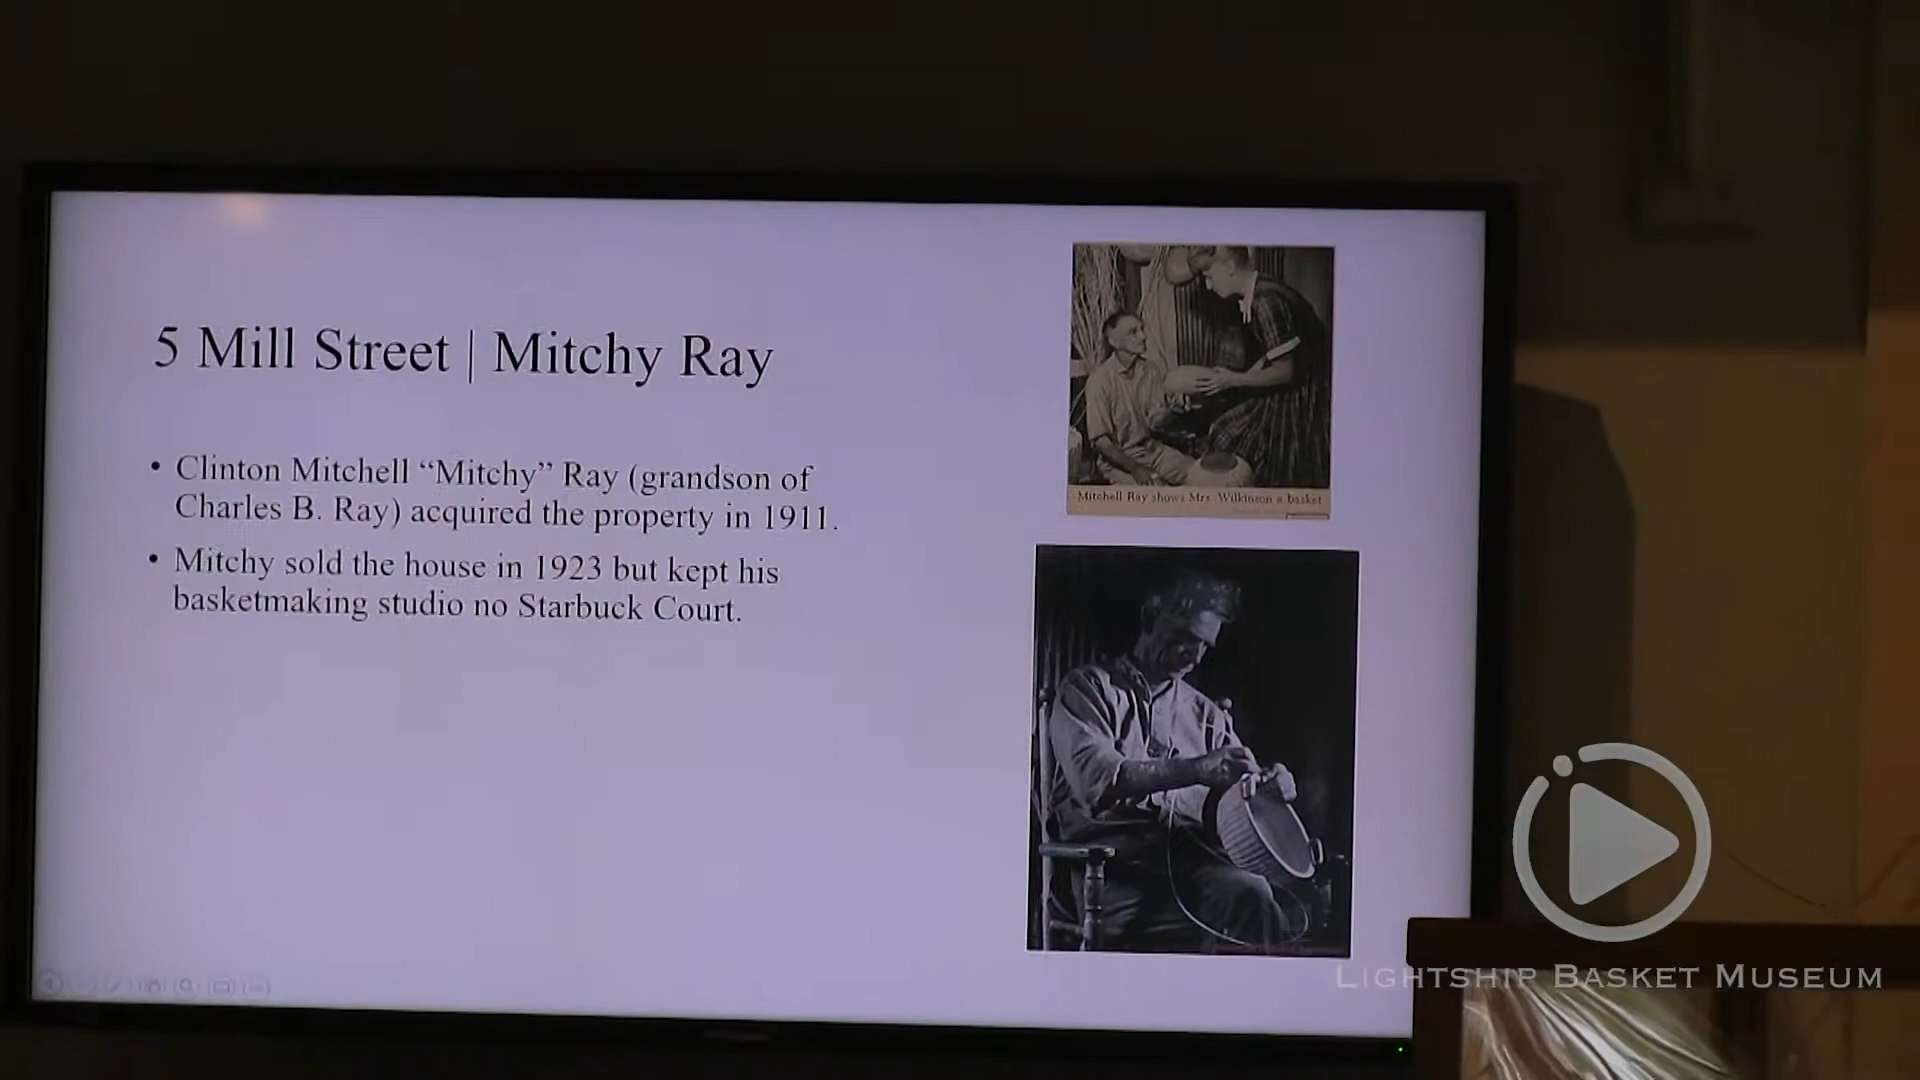 5 Mill Street | Mitchy Ray
• Clinton Mitchell “Mitchy” Ray (grandson of
Charles B. Ray) acquired the property in 1911.
• Mitchy sold the house in 1923 but kept his
basketmaking studio no Starbuck Court.
Mitchell Ray shows Mrs. Wilkinson a basket
LIGHTSHIP BASKET MUSEUM